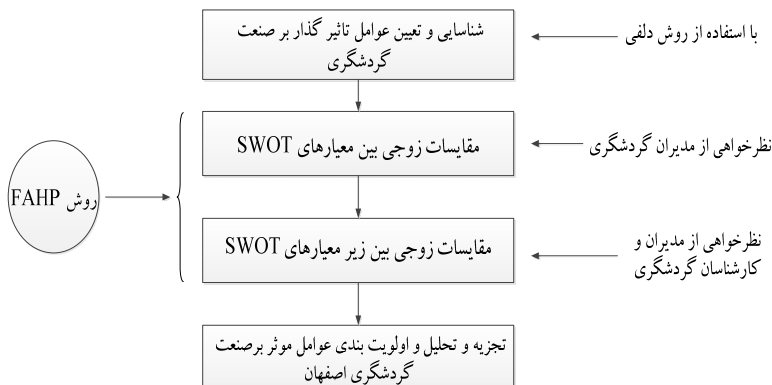 شناسایی و تعیین عوامل تاثیر گذار بر صنعت
گردشگری
با استفاده از روش دلفی
مقایسات زوجی بین معیارهای SWOT
نظرخواهی از مدیران گردشگری
روش FAHP
مقایسات زوجی بین زیر معیارهای SWOT
نظرخواهی از مدیران و
کارشناسان گردشگری
تجزیه و تحلیل و اولویت بندی عوامل موثر برصنعت
گردشگری اصفهان